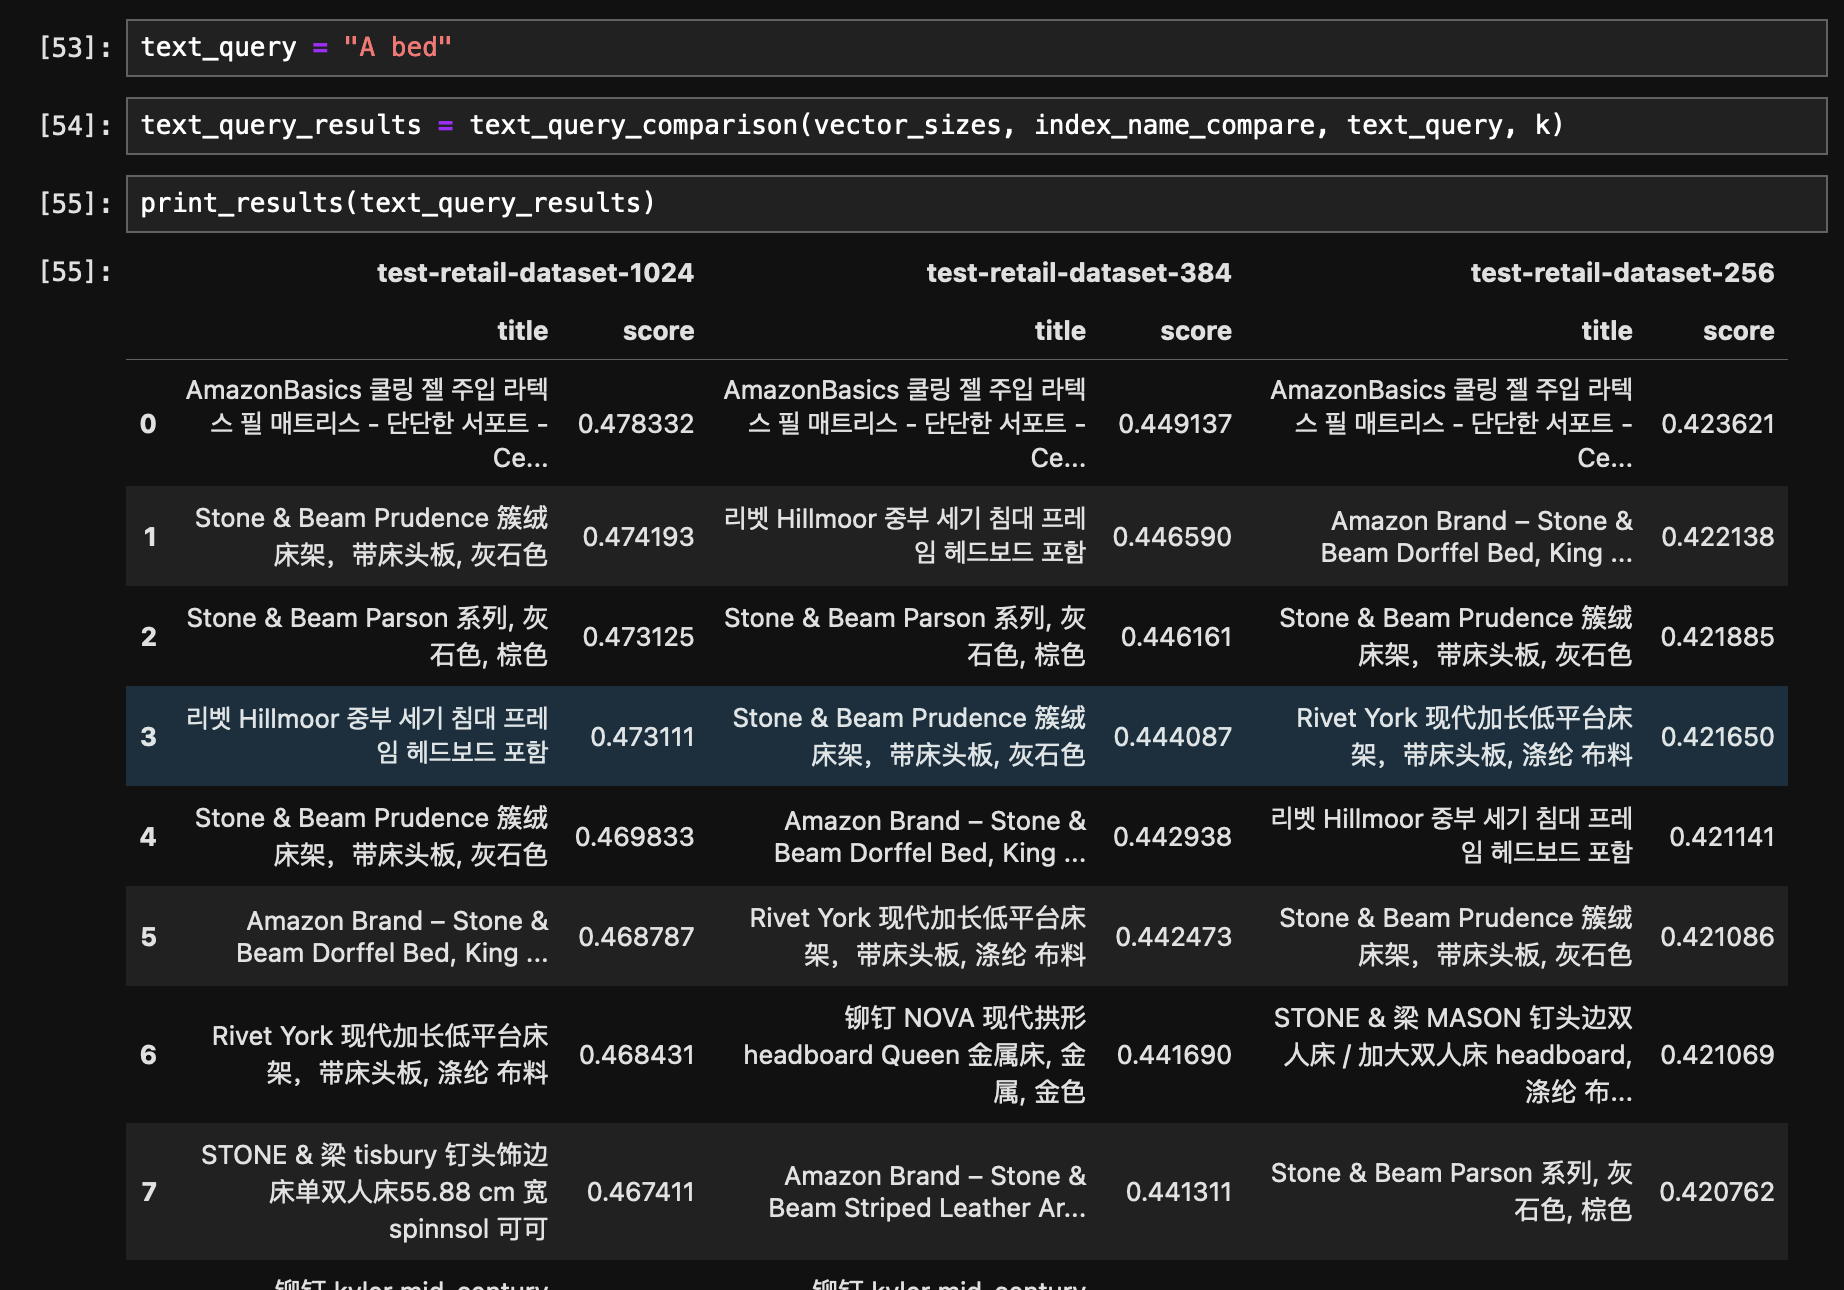 [53]: text_query = "A bed"
[54]: text_query_results = text_query_comparison(vector_sizes, index_name_compare, text_query, k)
[55]: print_results(text_query_results)
[55]:
test-retail-dataset-1024 test-retail-dataset-384 test-retail-dataset-256
title score title score title score
0
AmazonBasics 쿨링 젤 주입 라텍
스 필 매트리스 - 단단한 서포트 -
Ce...
0.478332
AmazonBasics 쿨링 젤 주입 라텍
스 필 매트리스 - 단단한 서포트 -
Ce...
0.449137
AmazonBasics 쿨링 젤 주입 라텍
스 필 매트리스 - 단단한 서포트 -
Ce...
0.423621
1
Stone & Beam Prudence 簇绒
床架，带床头板, 灰石色
0.474193
리벳 Hillmoor 중부 세기 침대 프레
임 헤드보드 포함
0.446590
Amazon Brand – Stone &
Beam Dorffel Bed, King ...
0.422138
2
Stone & Beam Parson 系列, 灰
石色, 棕色
0.473125
Stone & Beam Parson 系列, 灰
石色, 棕色
0.446161
Stone & Beam Prudence 簇绒
床架，带床头板, 灰石色
0.421885
3
리벳 Hillmoor 중부 세기 침대 프레
임 헤드보드 포함
0.473111
Stone & Beam Prudence 簇绒
床架，带床头板, 灰石色
0.444087
Rivet York 现代加长低平台床
架，带床头板, 涤纶 布料
0.421650
4
Stone & Beam Prudence 簇绒
床架，带床头板, 灰石色
0.469833
Amazon Brand – Stone &
Beam Dorffel Bed, King ...
0.442938
리벳 Hillmoor 중부 세기 침대 프레
임 헤드보드 포함
0.421141
5
Amazon Brand – Stone &
Beam Dorffel Bed, King ...
0.468787
Rivet York 现代加长低平台床
架，带床头板, 涤纶 布料
0.442473
Stone & Beam Prudence 簇绒
床架，带床头板, 灰石色
0.421086
6
Rivet York 现代加长低平台床
架，带床头板, 涤纶 布料
0.468431
铆钉 NOVA 现代拱形
headboard Queen 金属床, 金
属, 金色
0.441690
STONE & 梁 MASON 钉头边双
人床 / 加大双人床 headboard,
涤纶 布...
0.421069
7
STONE & 梁 tisbury 钉头饰边
床单双人床55.88 cm 宽
spinnsol 可可
0.467411
Amazon Brand – Stone &
Beam Striped Leather Ar...
0.441311
Stone & Beam Parson 系列, 灰
石色, 棕色
0.420762